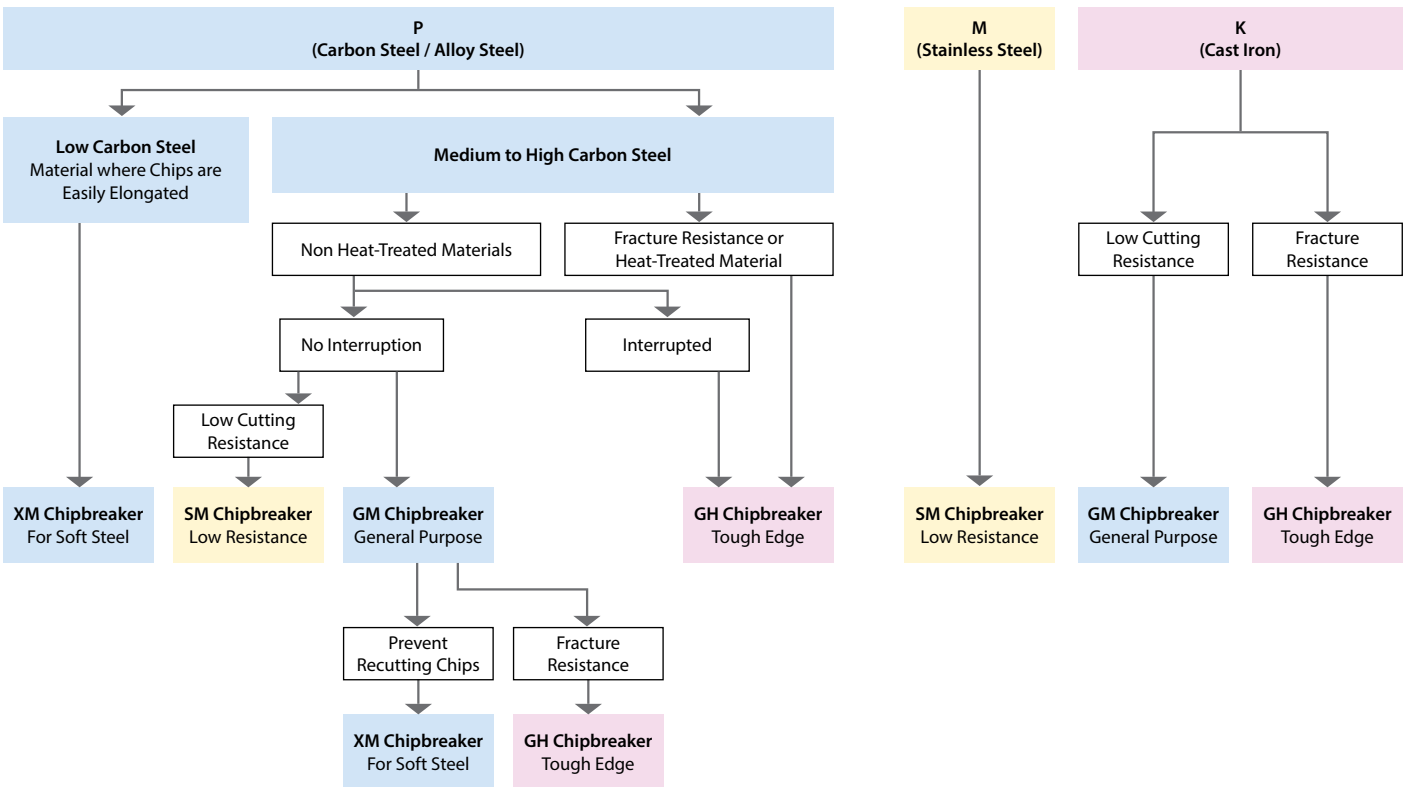 P
(Carbon Steel / Alloy Steel)
M
(Stainless Steel)
K
(Cast Iron)
Low Carbon Steel
Material where Chips are
Easily Elongated
Medium to High Carbon Steel
Non Heat-Treated Materials
Fracture Resistance or
Heat-Treated Material
Low Cutting
Resistance
Fracture
Resistance
No Interruption
Interrupted
Low Cutting
Resistance
XM Chipbreaker
For Soft Steel
SM Chipbreaker
Low Resistance
GM Chipbreaker
General Purpose
GH Chipbreaker
Tough Edge
SM Chipbreaker
Low Resistance
GM Chipbreaker
General Purpose
GH Chipbreaker
Tough Edge
Prevent
Recutting Chips
Fracture
Resistance
XM Chipbreaker
For Soft Steel
GH Chipbreaker
Tough Edge